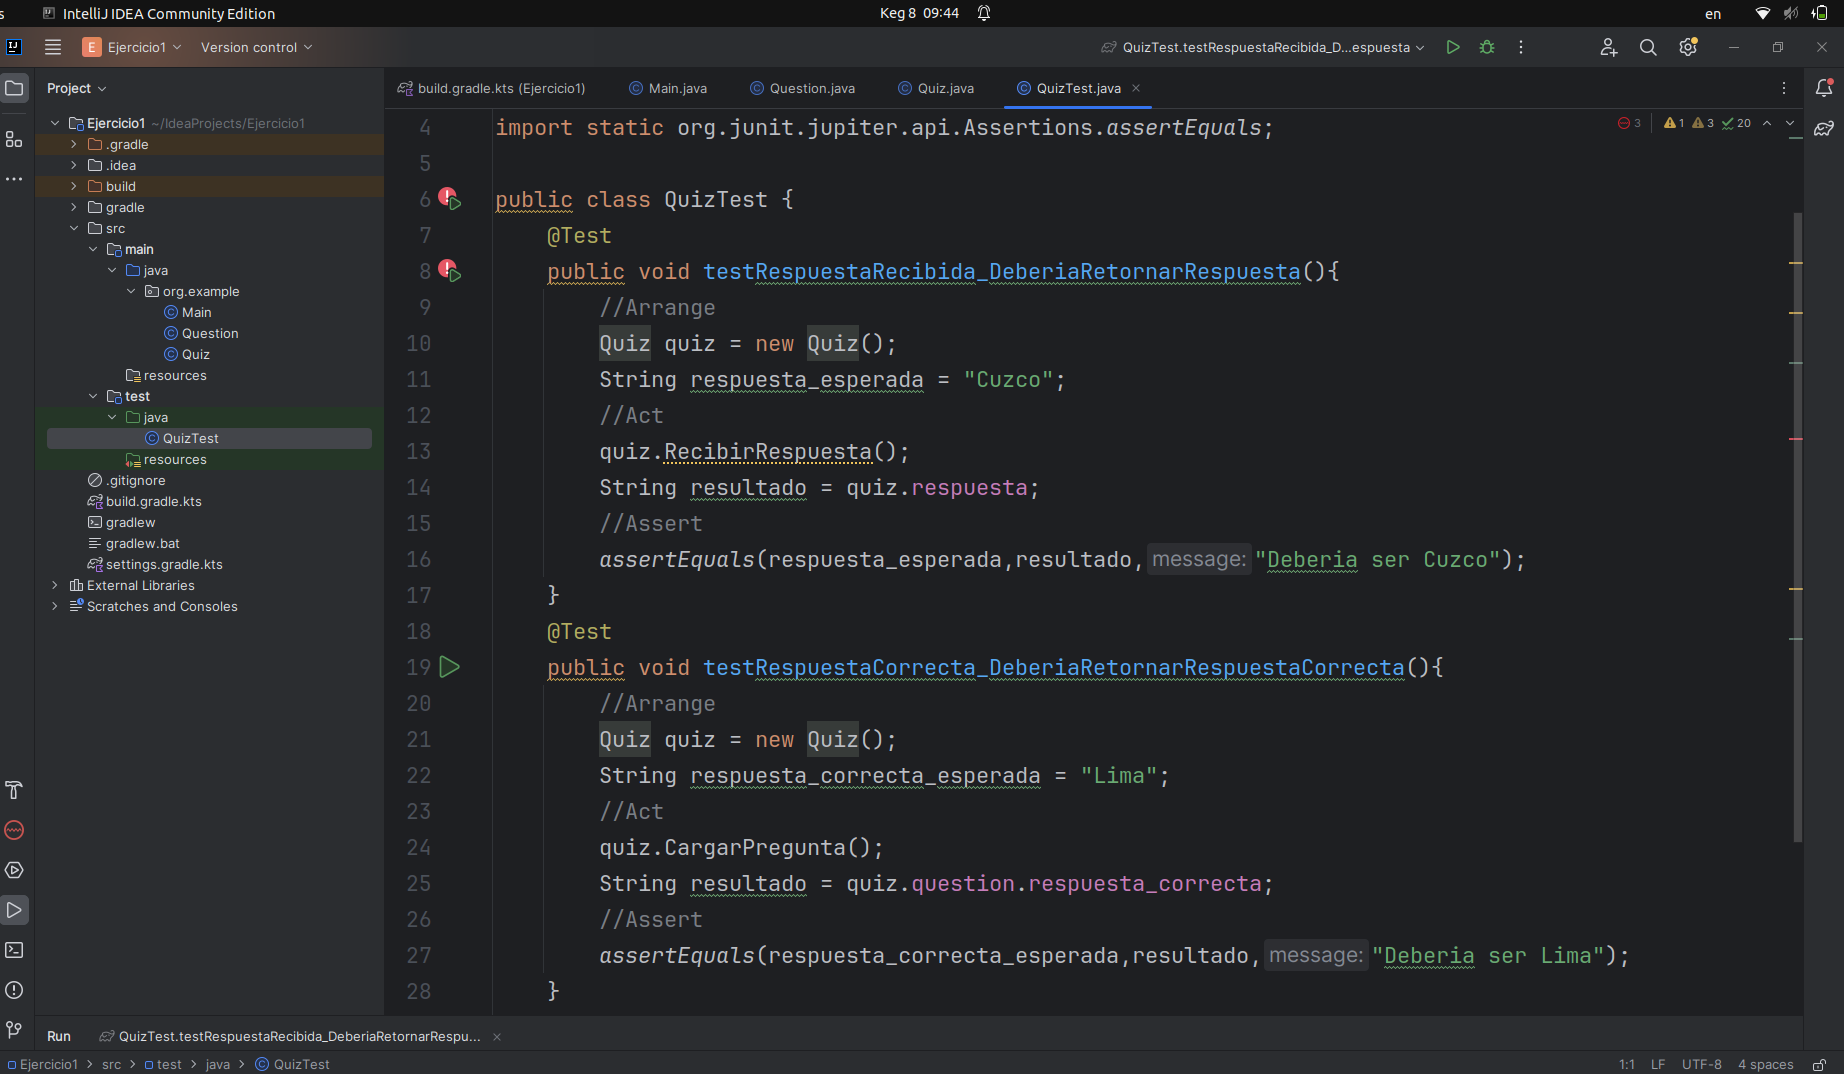 s IntelliJ IDEA Community Edition Keg 8 09:44 en
IJ E Ejercicio1 Version control QuizTest.testRespuestaRecibida_D...espuesta
Project build.gradle.kts (Ejercicio1) Main.java Question.java Quiz.java QuizTest.java
Ejercicio1 ~/IdeaProjects/Ejercicio1
.gradle
.idea
build
gradle
src
main
java
org.example
Main
Question
Quiz
resources
test
java
QuizTest
resources
.gitignore
build.gradle.kts
gradlew
gradlew.bat
settings.gradle.kts
External Libraries
Scratches and Consoles
3 1 3 20
4 import static org.junit.jupiter.api.Assertions.assertEquals;
5
6 public class QuizTest {
7 @Test
8 public void testRespuestaRecibida_DeberiaRetornarRespuesta(){
9 //Arrange
10 Quiz quiz = new Quiz();
11 String respuesta_esperada = "Cuzco";
12 //Act
13 quiz.RecibirRespuesta();
14 String resultado = quiz.respuesta;
15 //Assert
16 assertEquals(respuesta_esperada,resultado, message: "Deberia ser Cuzco");
17 }
18 @Test
19 public void testRespuestaCorrecta_DeberiaRetornarRespuestaCorrecta(){
20 //Arrange
21 Quiz quiz = new Quiz();
22 String respuesta_correcta_esperada = "Lima";
23 //Act
24 quiz.CargarPregunta();
25 String resultado = quiz.question.respuesta_correcta;
26 //Assert
27 assertEquals(respuesta_correcta_esperada,resultado, message: "Deberia ser Lima");
28 }
Run QuizTest.testRespuestaRecibida_DeberiaRetornarRespu...
Ejercicio1 > src > test > java > QuizTest 1:1 LF UTF-8 4 spaces